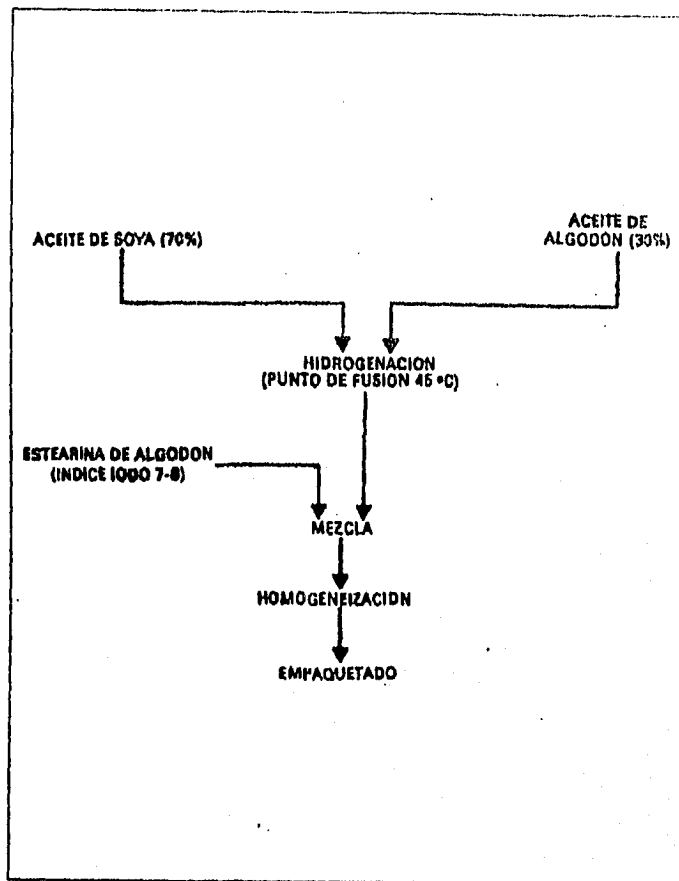 ACEITE DE SOYA (70%)
ACEITE DE
ALGODON (30%)
HIDROGENACION
(PUNTO DE FUSION 45 ºC)
ESTEARINA DE ALGODON
(INDICE IODO 7-8)
MEZCLA
HOMOGENEIZACION
EMPAQUETADO